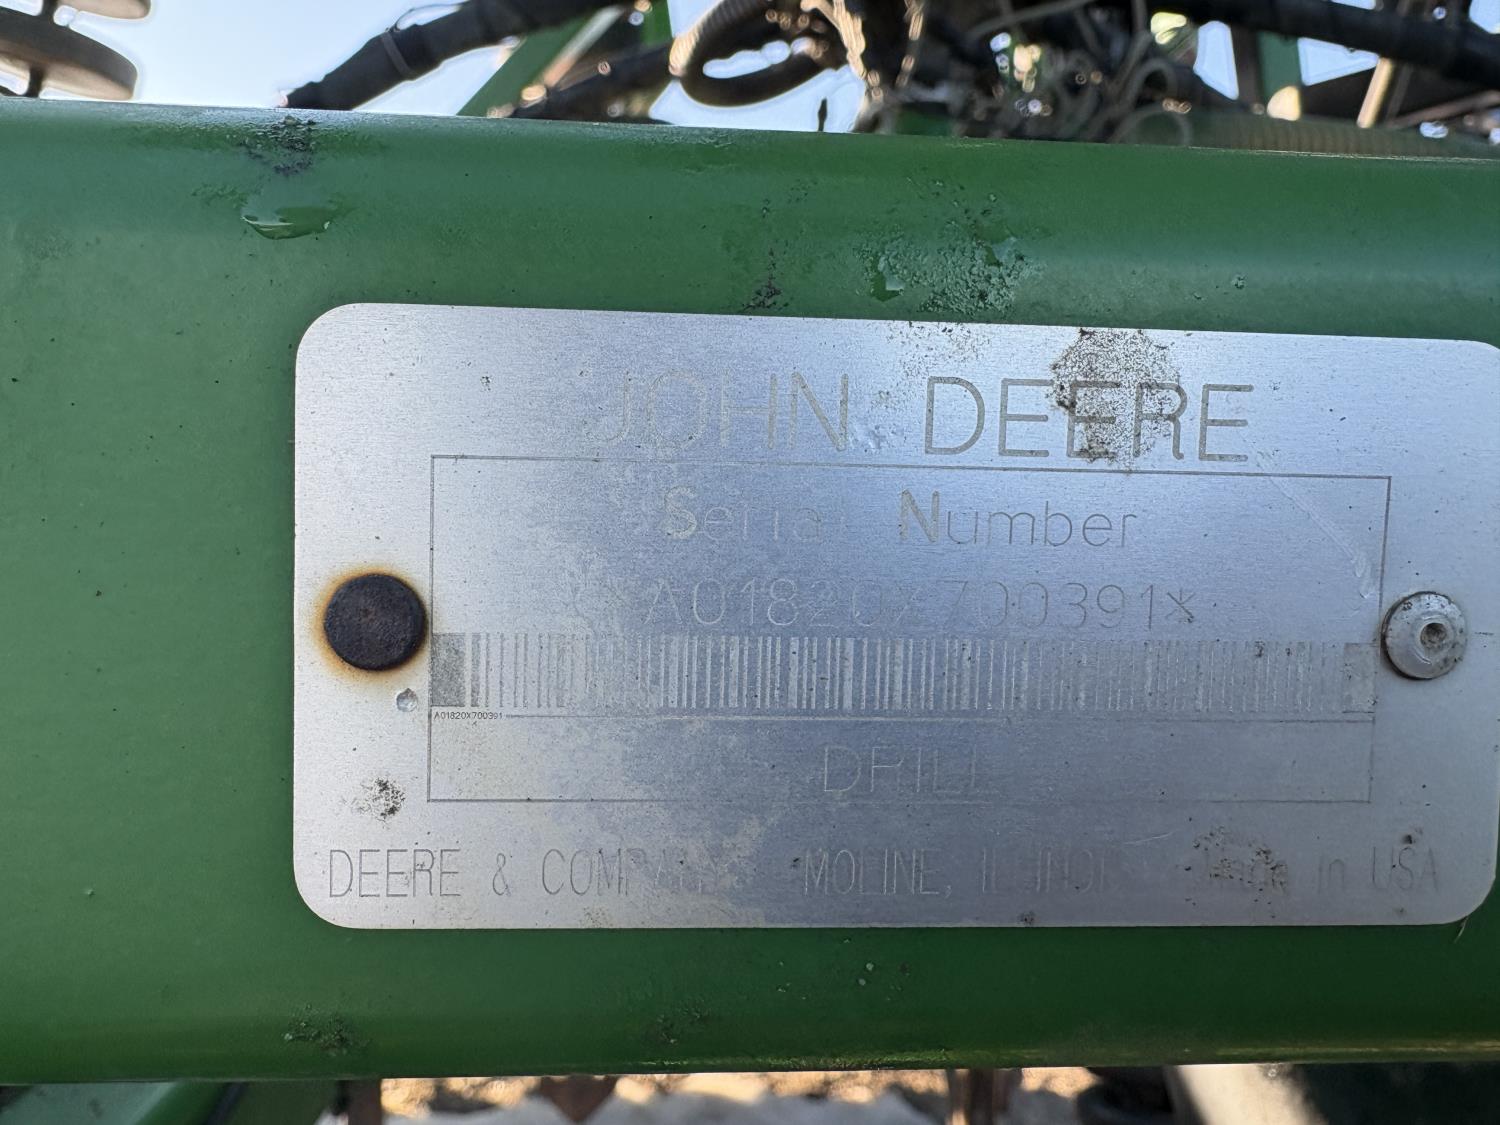 JOHN DEERE
Serial Number
*A01820X700391*
A01820X700391
DRILL
DEERE & COMPANY MOLINE, ILLINOIS Made in USA